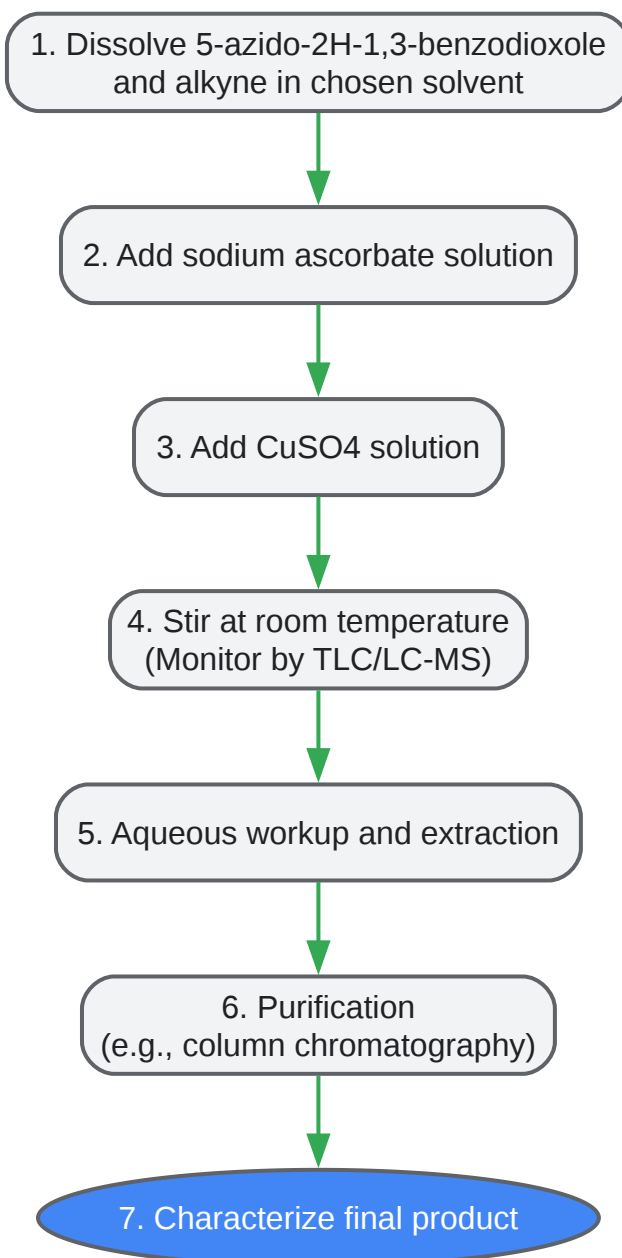 1. Dissolve 5-azido-2H-1,3-benzodioxole
and alkyne in chosen solvent
2. Add sodium ascorbate solution
3. Add CuSO4 solution
4. Stir at room temperature
(Monitor by TLC/LC-MS)
5. Aqueous workup and extraction
6. Purification
(e.g., column chromatography)
7. Characterize final product